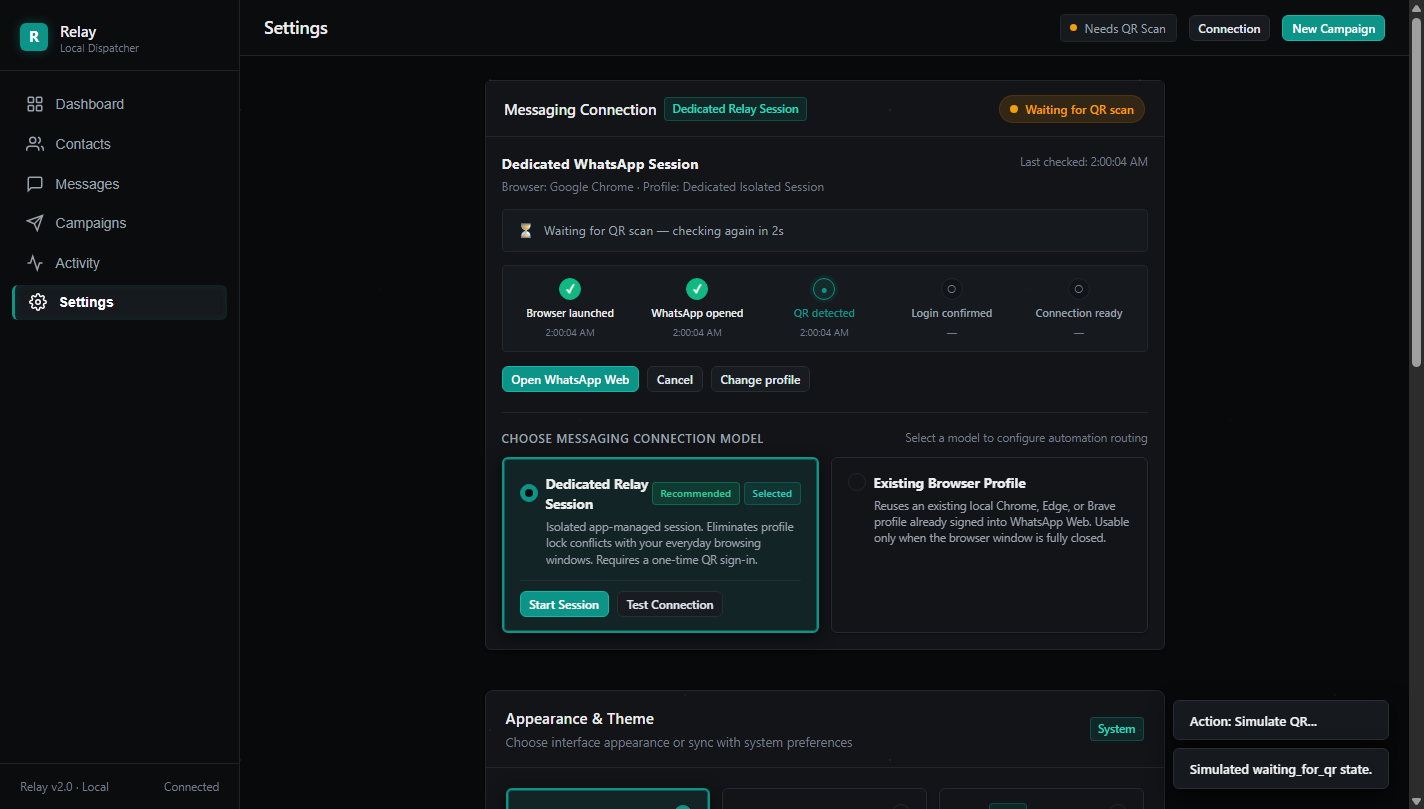 R
Relay
Local Dispatcher
Settings
Needs QR Scan
Connection
New Campaign
Dashboard
Contacts
Messages
Campaigns
Activity
Settings
Messaging Connection
Dedicated Relay Session
Waiting for QR scan
Dedicated WhatsApp Session
Last checked: 2:00:04 AM
Browser: Google Chrome · Profile: Dedicated Isolated Session
Waiting for QR scan — checking again in 2s
Browser launched
2:00:04 AM
WhatsApp opened
2:00:04 AM
QR detected
2:00:04 AM
Login confirmed
—
Connection ready
—
Open WhatsApp Web
Cancel
Change profile
CHOOSE MESSAGING CONNECTION MODEL
Select a model to configure automation routing
Dedicated Relay
Session
Recommended
Selected
Isolated app-managed session. Eliminates profile
lock conflicts with your everyday browsing
windows. Requires a one-time QR sign-in.
Start Session
Test Connection
Existing Browser Profile
Reuses an existing local Chrome, Edge, or Brave
profile already signed into WhatsApp Web. Usable
only when the browser window is fully closed.
Appearance & Theme
Choose interface appearance or sync with system preferences
System
Action: Simulate QR...
Simulated waiting_for_qr state.
Relay v2.0 · Local
Connected